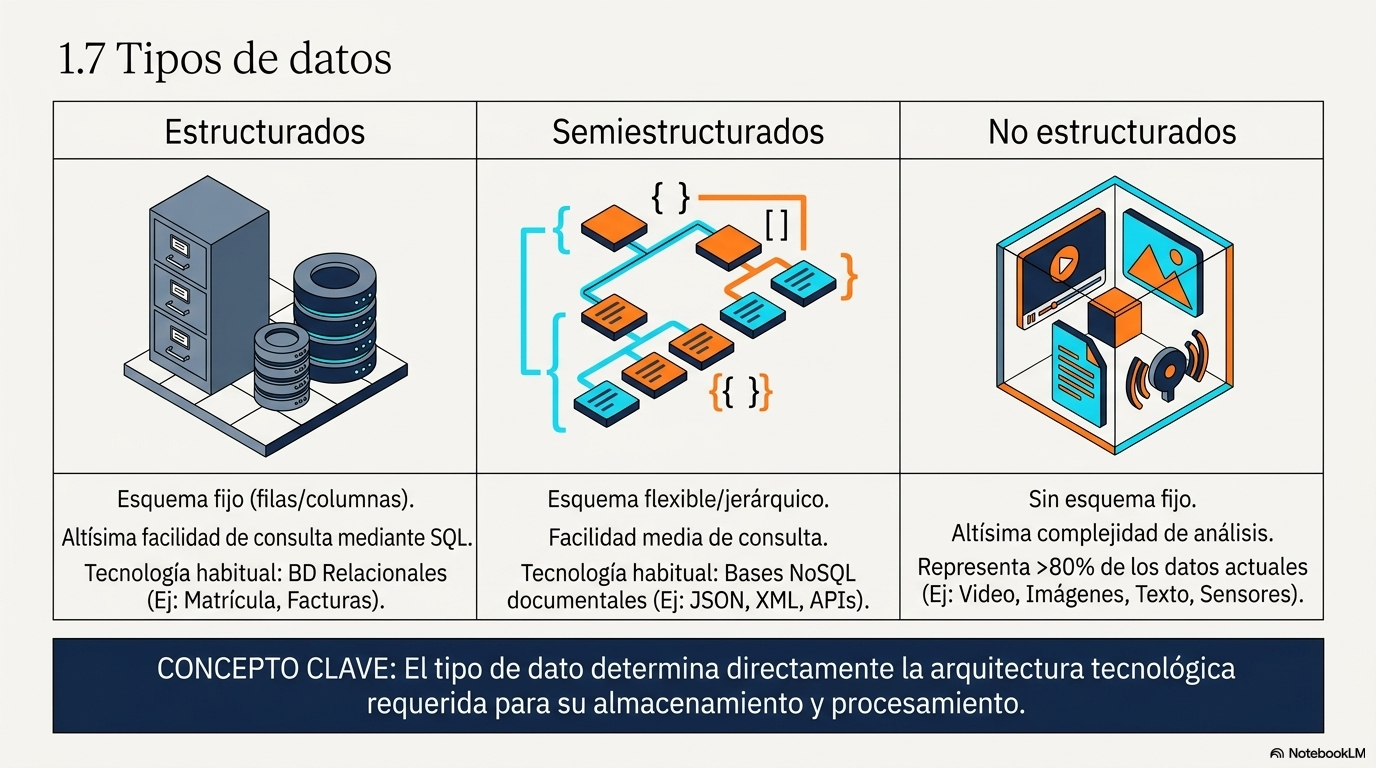 1.7 Tipos de datos
Estructurados
Semiestructurados
No estructurados
{ }
[ ]
{
}
{
{{ }}
Esquema fijo (filas/columnas).
Altísima facilidad de consulta mediante SQL.
Tecnología habitual: BD Relacionales
(Ej: Matrícula, Facturas).
Esquema flexible/jerárquico.
Facilidad media de consulta.
Tecnología habitual: Bases NoSQL
documentales (Ej: JSON, XML, APIs).
Sin esquema fijo.
Altísima complejidad de análisis.
Representa >80% de los datos actuales
(Ej: Video, Imágenes, Texto, Sensores).
CONCEPTO CLAVE: El tipo de dato determina directamente la arquitectura tecnológica
requerida para su almacenamiento y procesamiento.
NotebookLM